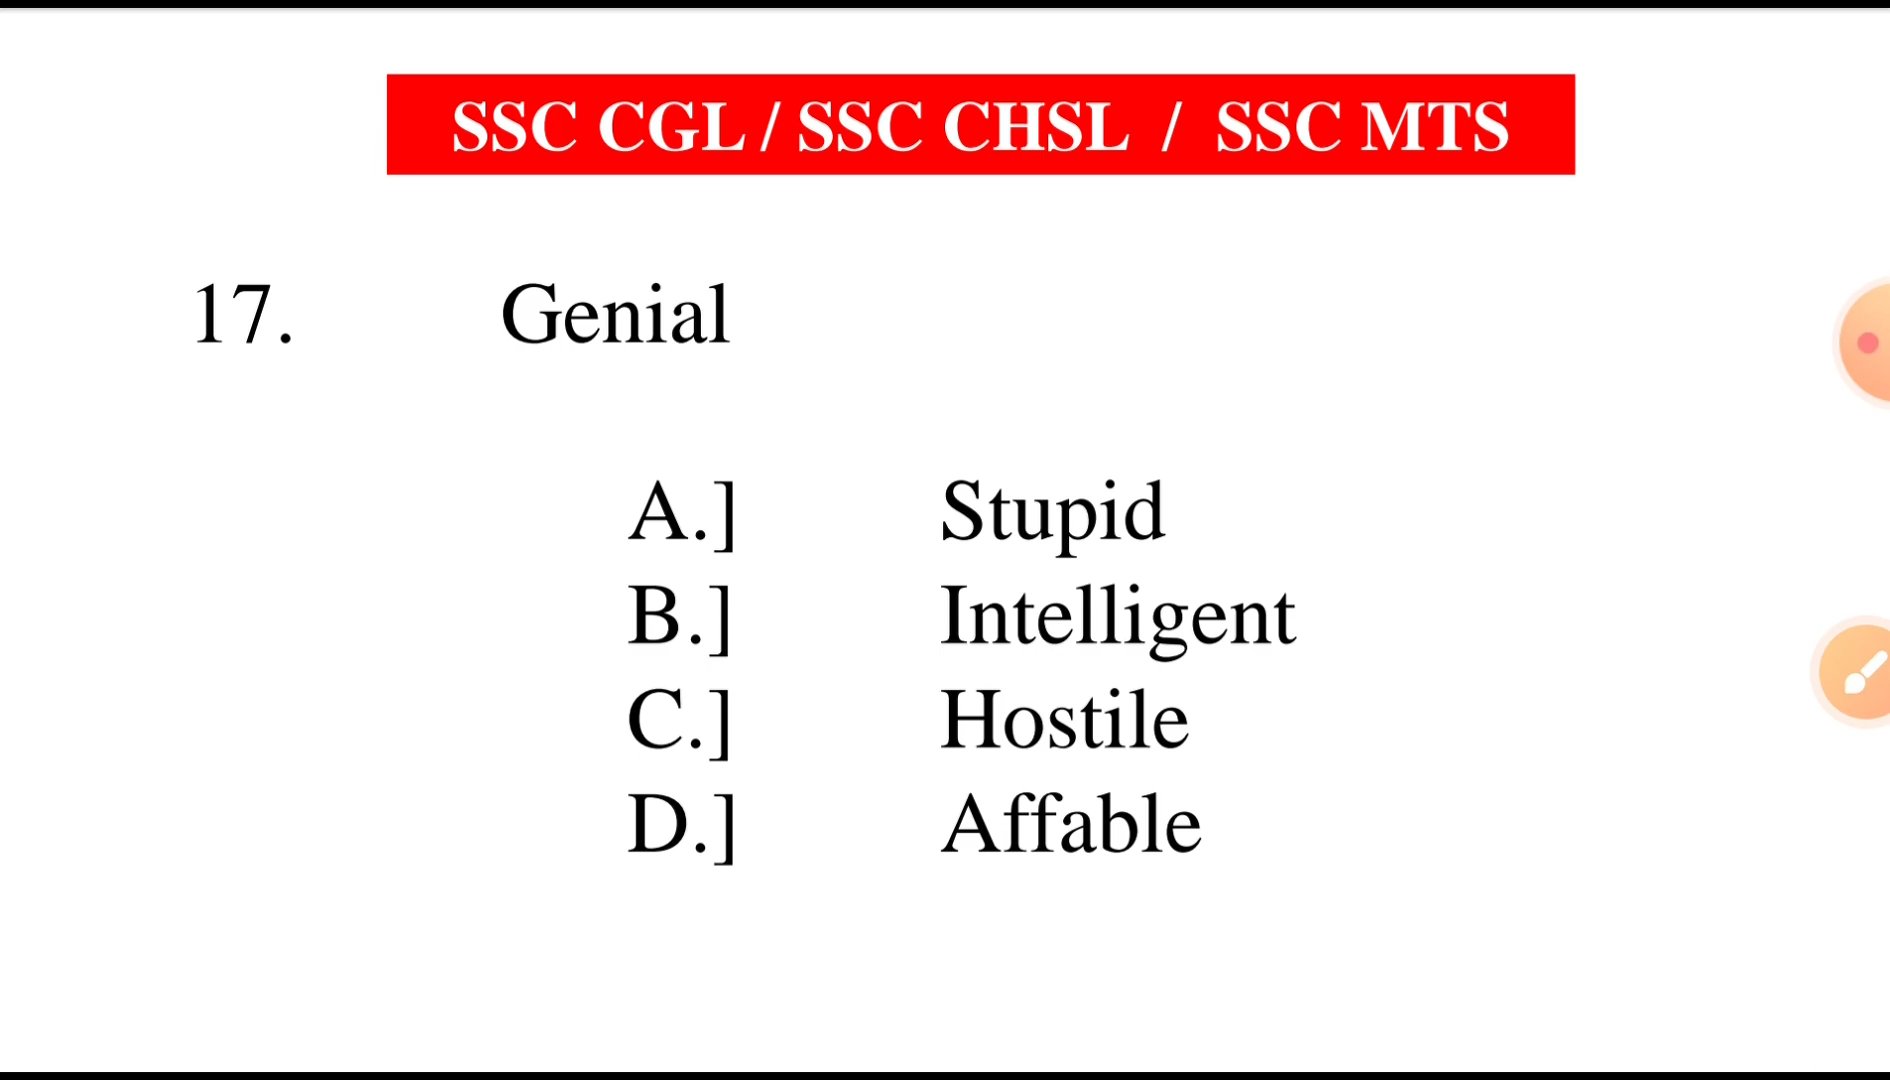 SSC CGL / SSC CHSL / SSC MTS
17. Genial
A.] Stupid
B.] Intelligent
C.] Hostile
D.] Affable